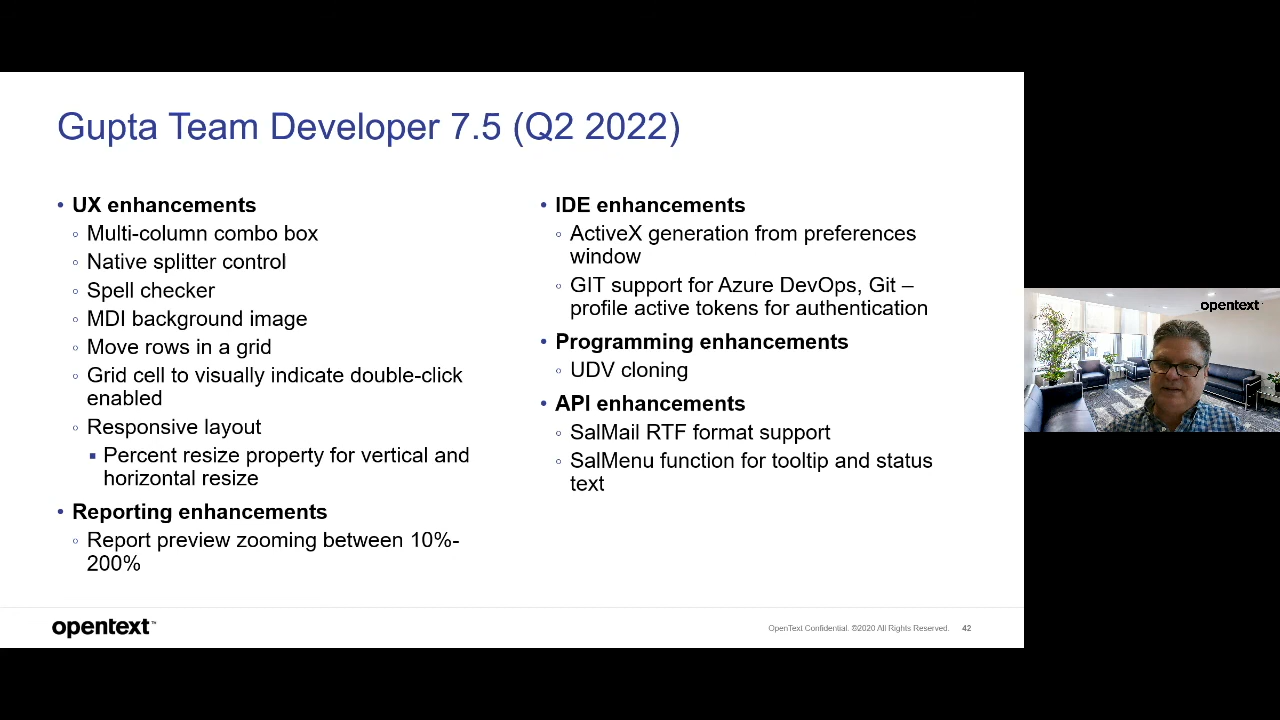 Gupta Team Developer 7.5 (Q2 2022)
• UX enhancements
◦ Multi-column combo box
◦ Native splitter control
◦ Spell checker
◦ MDI background image
◦ Move rows in a grid
◦ Grid cell to visually indicate double-click
enabled
◦ Responsive layout
▪ Percent resize property for vertical and
horizontal resize
• Reporting enhancements
◦ Report preview zooming between 10%-
200%
• IDE enhancements
◦ ActiveX generation from preferences
window
◦ GIT support for Azure DevOps, Git –
profile active tokens for authentication
• Programming enhancements
◦ UDV cloning
• API enhancements
◦ SalMail RTF format support
◦ SalMenu function for tooltip and status
text
opentext™
OpenText Confidential. ©2020 All Rights Reserved. 42
opentext